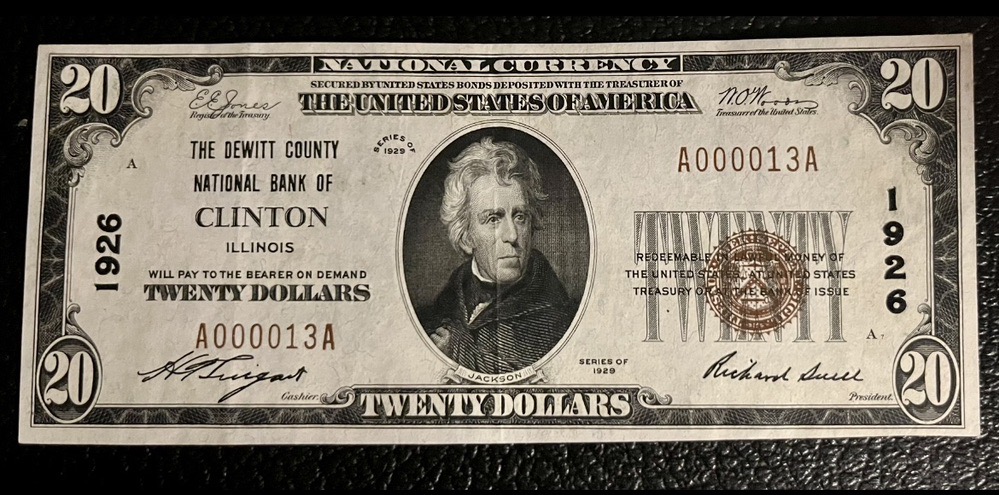 NATIONAL CURRENCY
SECURED BY UNITED STATES BONDS DEPOSITED WITH THE TREASURER OF
THE UNITED STATES OF AMERICA
20
20
E E Jones
Register of the Treasury
W.O. Woods
Treasurer of the United States.
THE DEWITT COUNTY
NATIONAL BANK OF
CLINTON
ILLINOIS
WILL PAY TO THE BEARER ON DEMAND
TWENTY DOLLARS
SERIES OF
1929
A000013A
A
1926
1926
TWENTY
REDEEMABLE IN LAWFUL MONEY OF
THE UNITED STATES AT UNITED STATES
TREASURY OR AT THE BANK OF ISSUE
A000013A
A
SERIES OF
1929
JACKSON
Cashier.
Richard Snell
President.
20
TWENTY DOLLARS
20